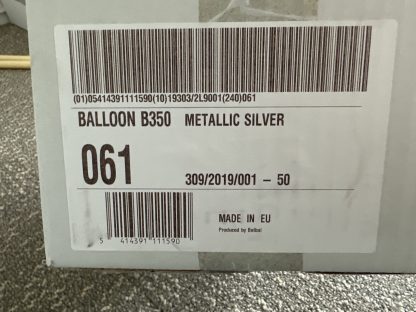 (01)05414391111590(10)19303/2L9001(240)061
BALLOON B350 METALLIC SILVER
061
309/2019/001 - 50
5 414391 111590
MADE IN EU
Produced by Belbal